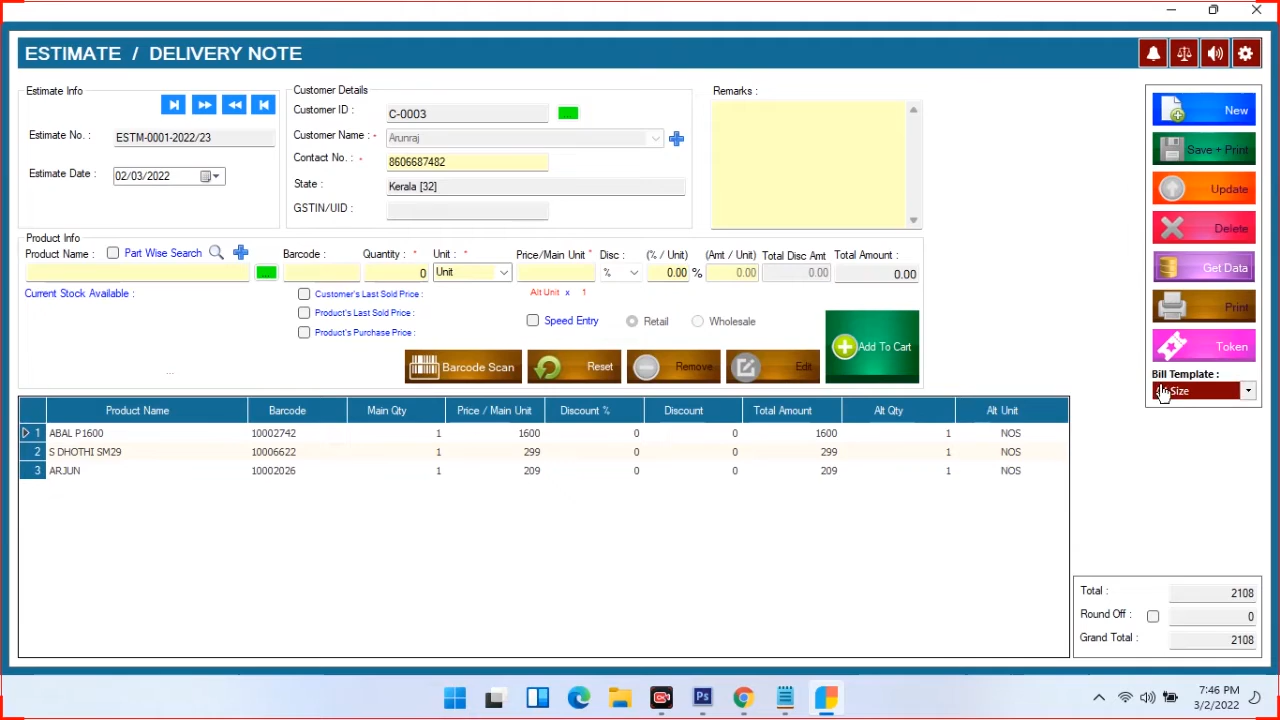 ESTIMATE / DELIVERY NOTE
Estimate Info
Estimate No. :
ESTM-0001-2022/23
Estimate Date :
02/03/2022
Customer Details
Customer ID :
C-0003
...
Customer Name : *
Arunraj
Contact No. : *
8606687482
State :
Kerala [32]
GSTIN/UID :
Remarks :
New
Save + Print
Update
Delete
Get Data
Print
Token
Bill Template :
Size
Product Info
Product Name : Part Wise Search Barcode : Quantity : * Unit : * Price/Main Unit * Disc : (% / Unit) (Amt / Unit) Total Disc Amt Total Amount :
... 0 Unit % 0.00 % 0.00 0.00 0.00
Current Stock Available :
Customer's Last Sold Price :
Product's Last Sold Price :
Product's Purchase Price :
Alt Unit x 1
Speed Entry Retail Wholesale
...
Barcode Scan Reset Remove Edit
Add To Cart
Product Name Barcode Main Qty Price / Main Unit Discount % Discount Total Amount Alt Qty Alt Unit
1 ABAL P1600 10002742 1 1600 0 0 1600 1 NOS
2 S DHOTHI SM29 10006622 1 299 0 0 299 1 NOS
3 ARJUN 10002026 1 209 0 0 209 1 NOS
Total : 2108
Round Off : 0
Grand Total : 2108
Ps
7:46 PM
3/2/2022